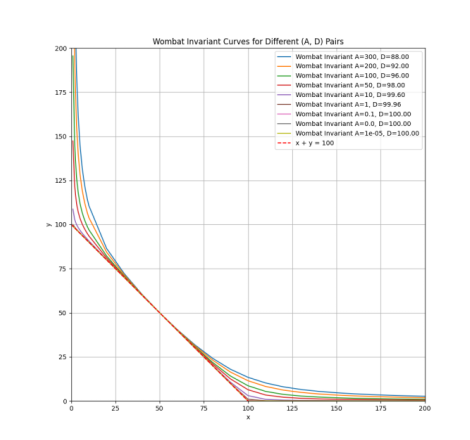 Wombat Invariant Curves for Different (A, D) Pairs
Wombat Invariant A=300, D=88.00
Wombat Invariant A=200, D=92.00
Wombat Invariant A=100, D=96.00
Wombat Invariant A=50, D=98.00
Wombat Invariant A=10, D=99.60
Wombat Invariant A=1, D=99.96
Wombat Invariant A=0.1, D=100.00
Wombat Invariant A=0.0, D=100.00
Wombat Invariant A=1e-05, D=100.00
x + y = 100
200
175
150
125
100
75
50
25
0
y
0 25 50 75 100 125 150 175 200
x